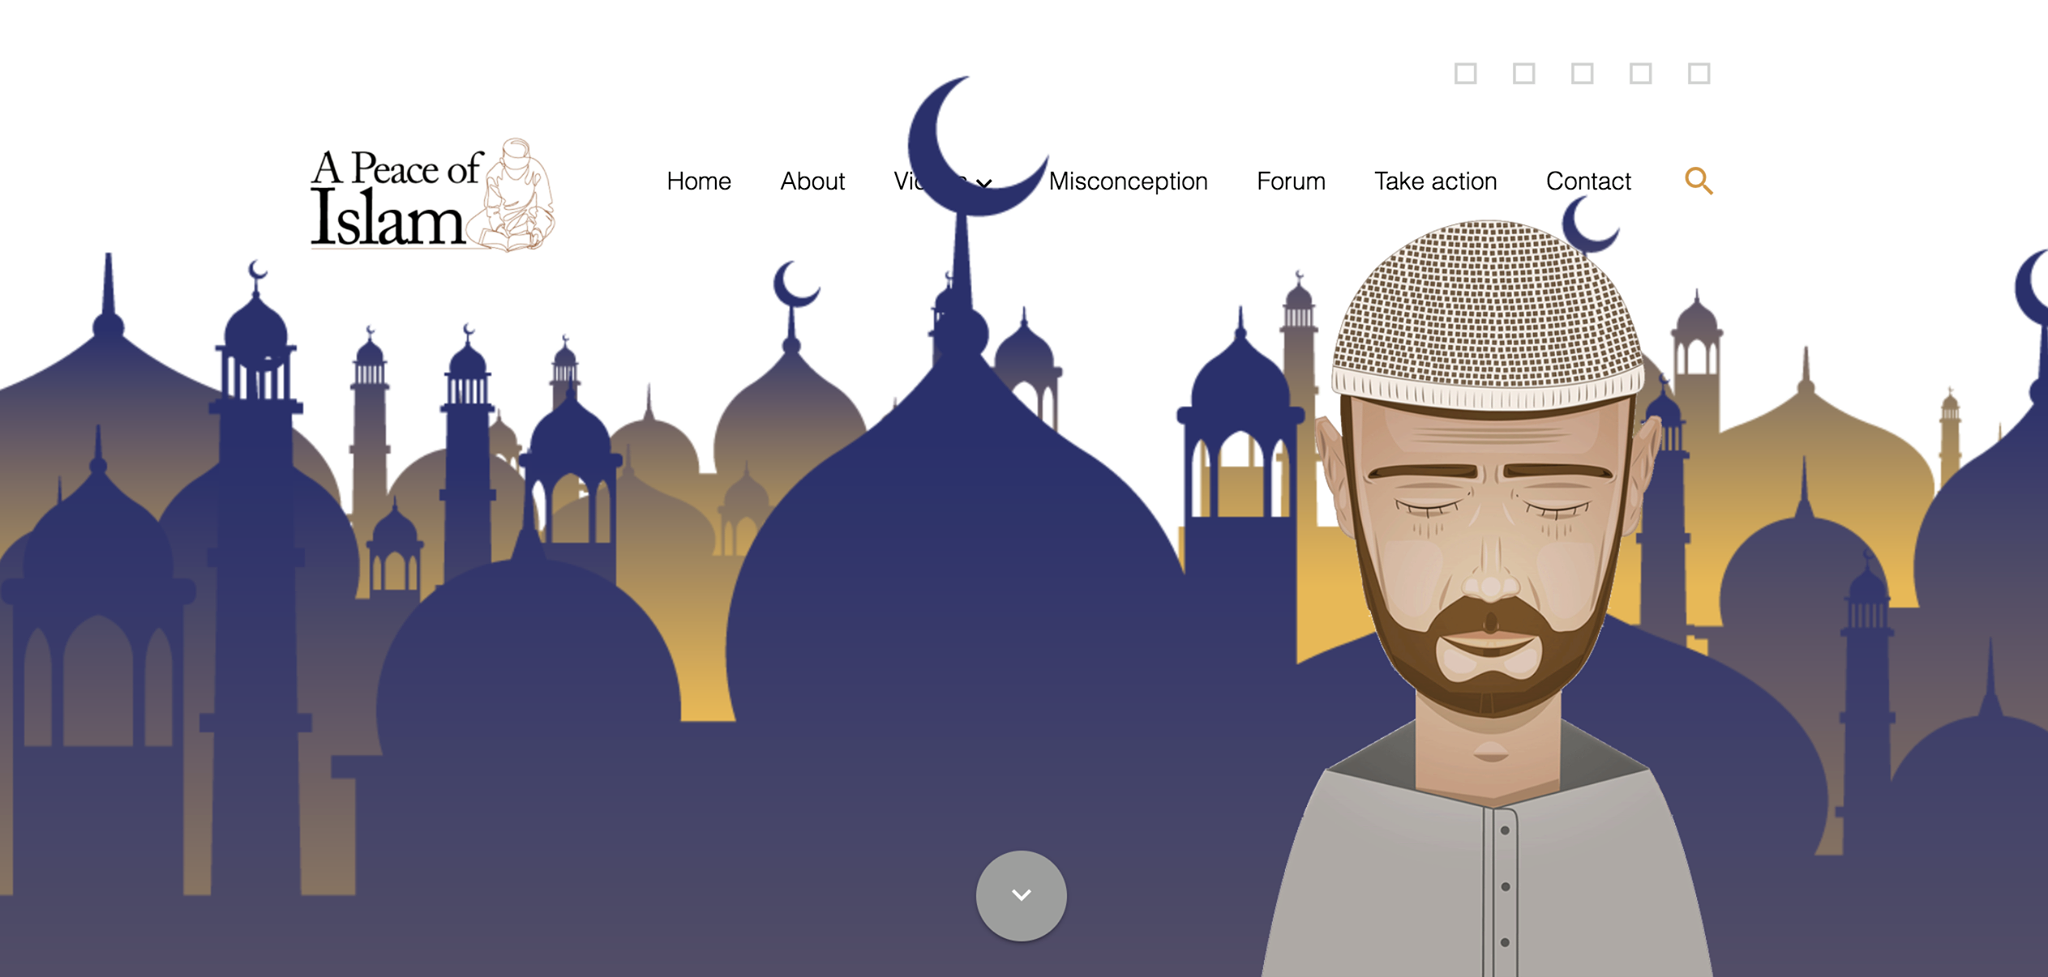 A Peace of
Islam
Home About Misconception Forum Take action Contact